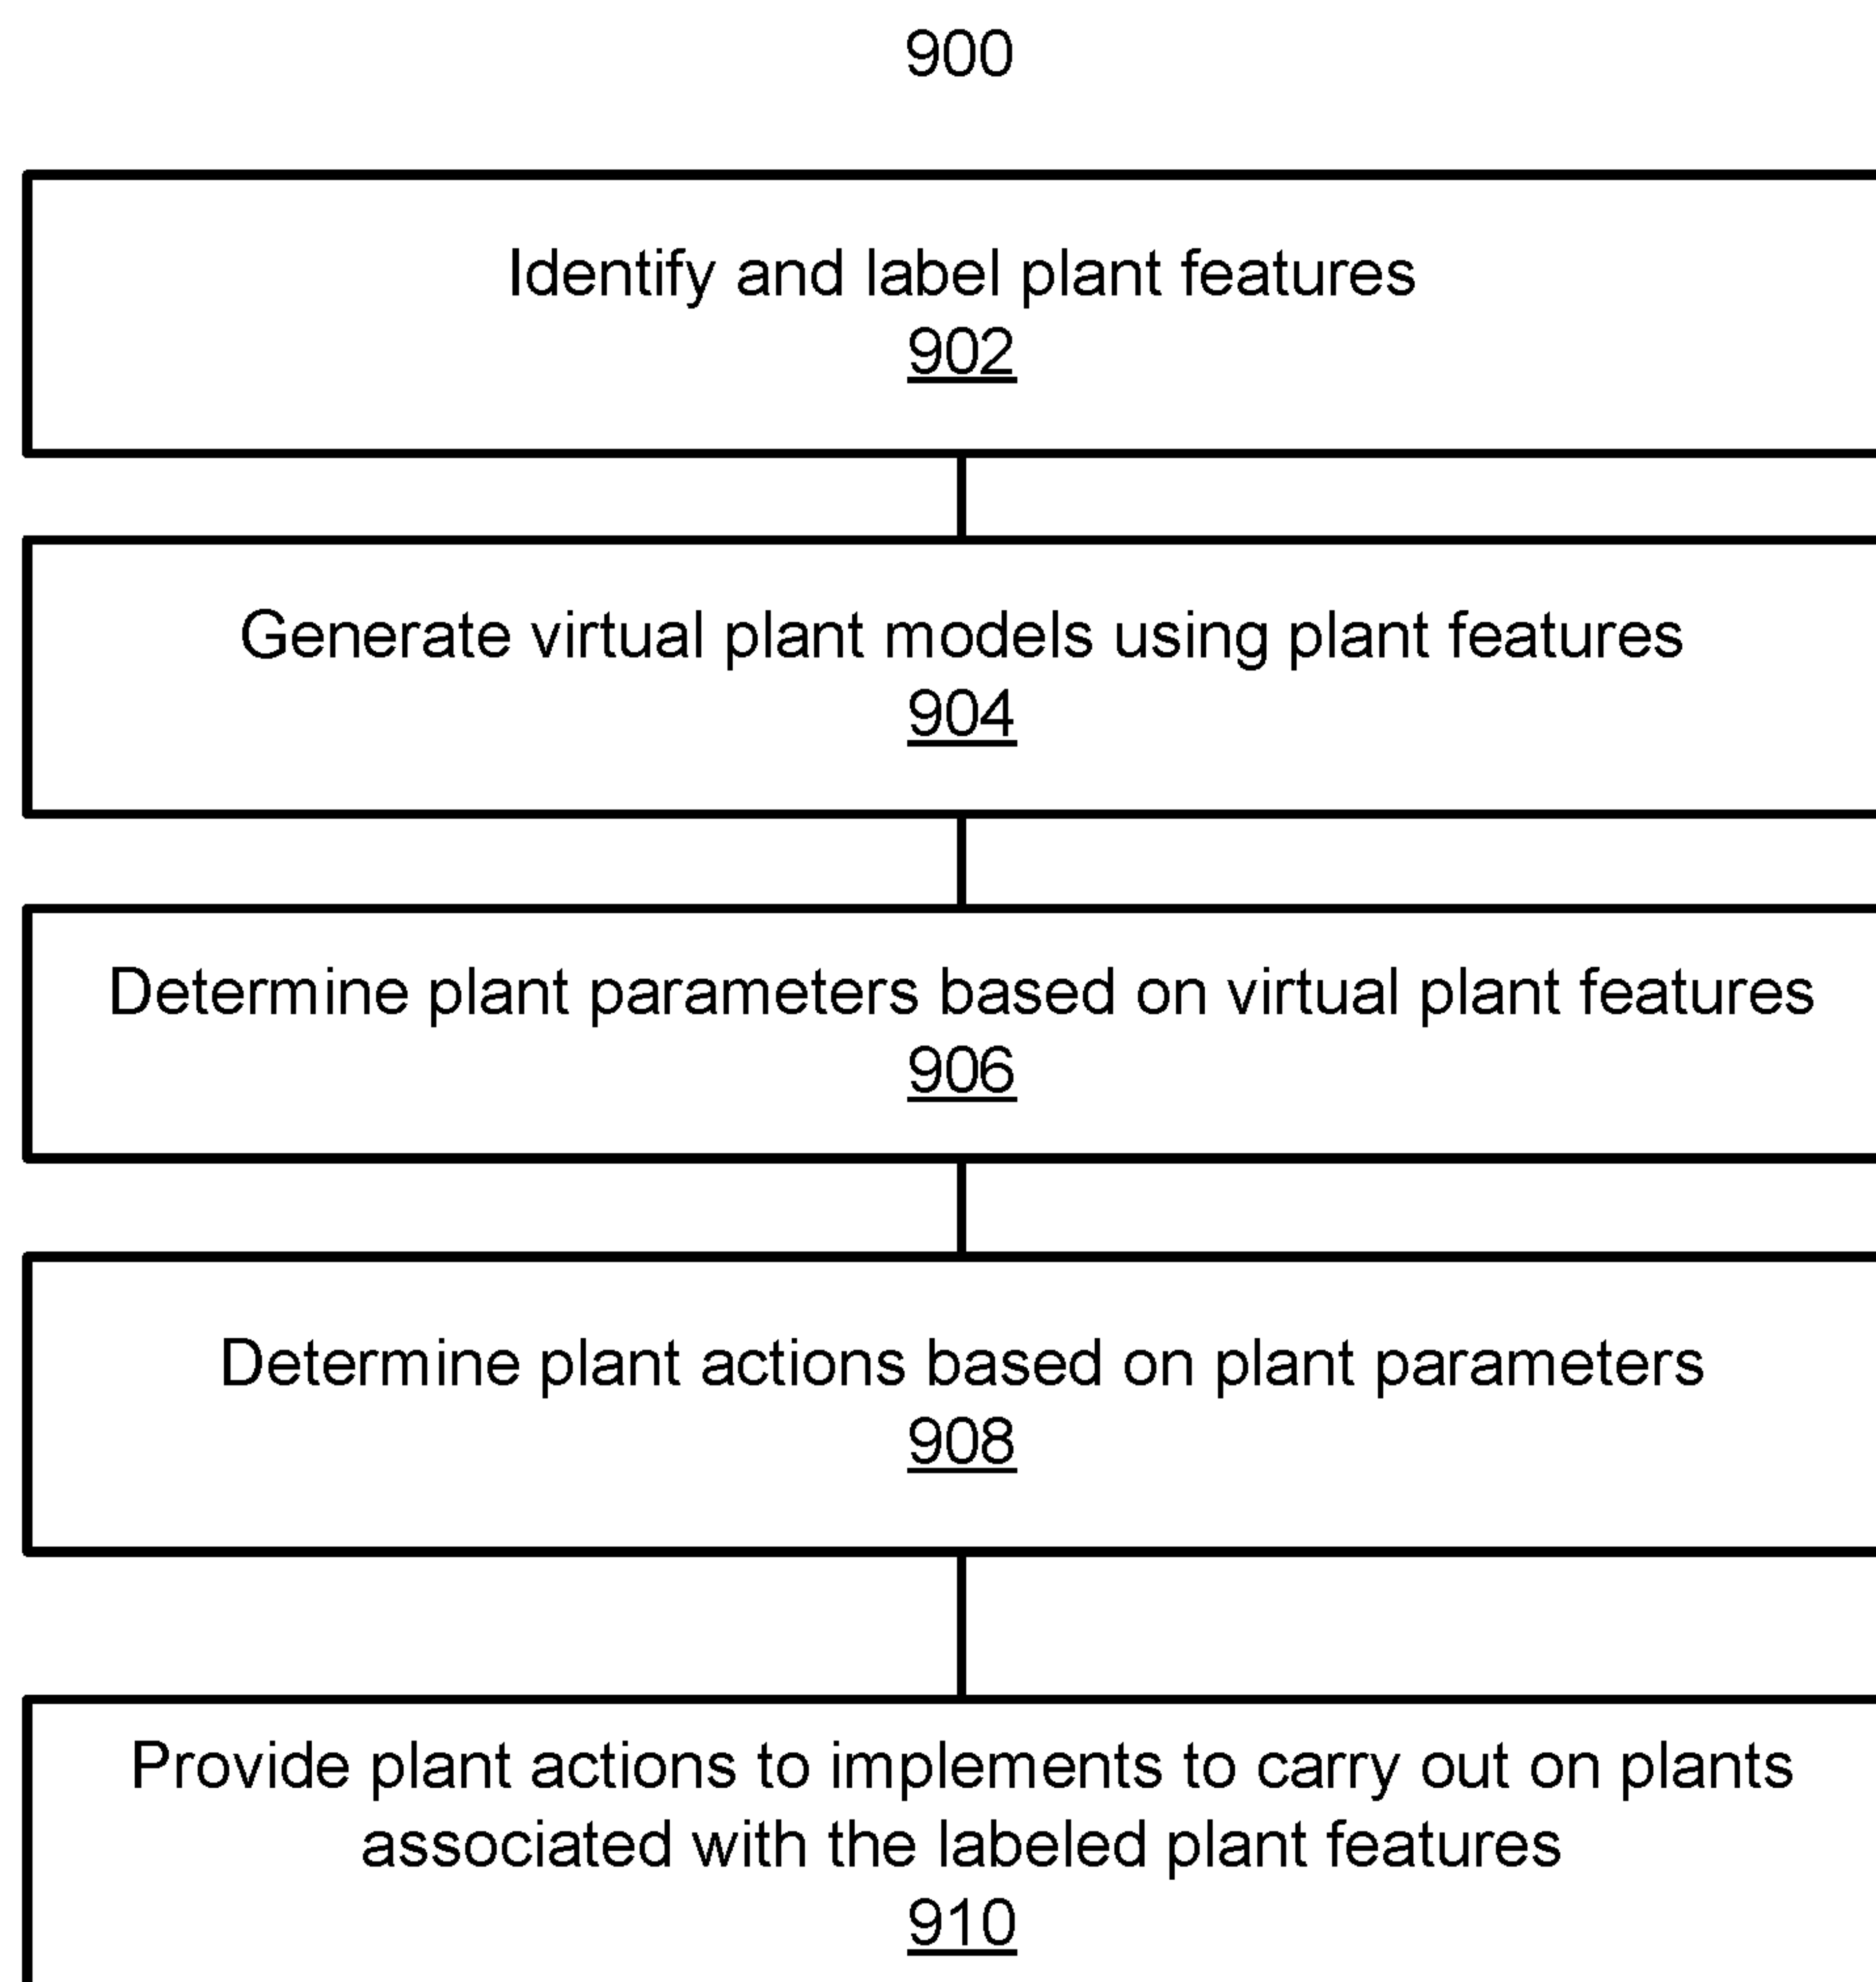 900
Identify and label plant features
902
Generate virtual plant models using plant features
904
Determine plant parameters based on virtual plant features
906
Determine plant actions based on plant parameters
908
Provide plant actions to implements to carry out on plants
associated with the labeled plant features
910